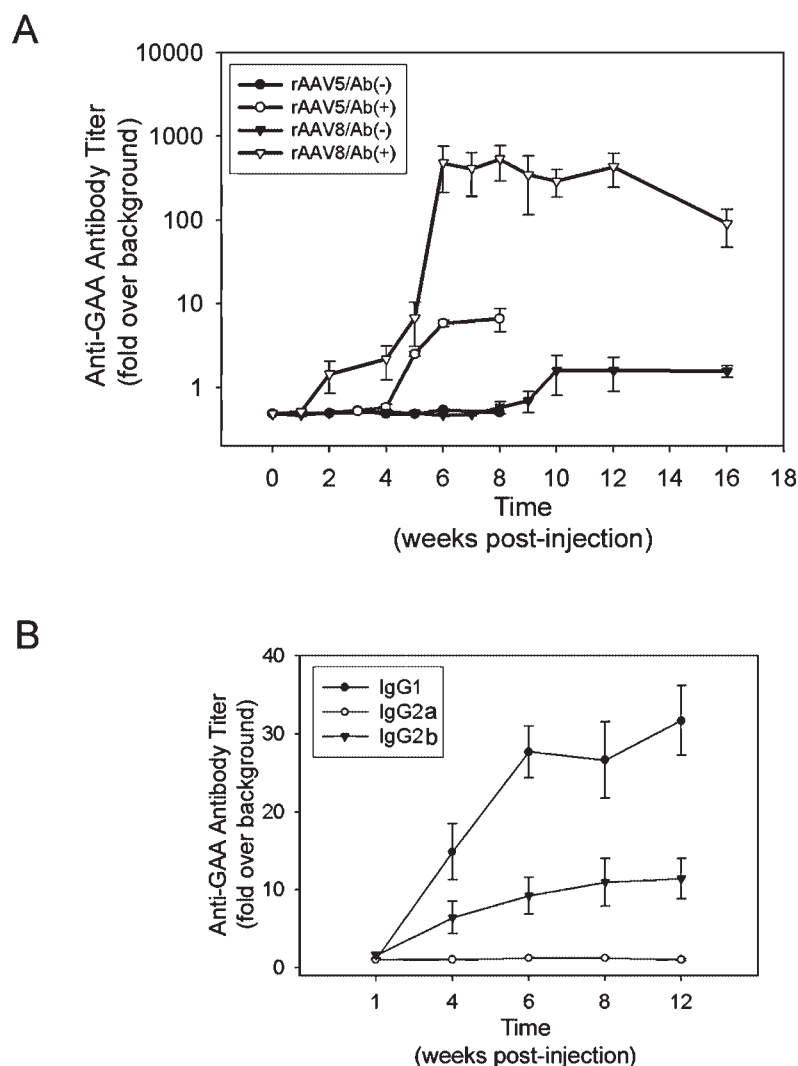 A
Anti-GAA Antibody Titer
(fold over background)
10000
1000
100
10
1
rAAV5/Ab(-)
rAAV5/Ab(+)
rAAV8/Ab(-)
rAAV8/Ab(+)
0 2 4 6 8 10 12 14 16 18
Time
(weeks post-injection)
B
Anti-GAA Antibody Titer
(fold over background)
40
30
20
10
0
IgG1
IgG2a
IgG2b
1 4 6 8 12
Time
(weeks post-injection)